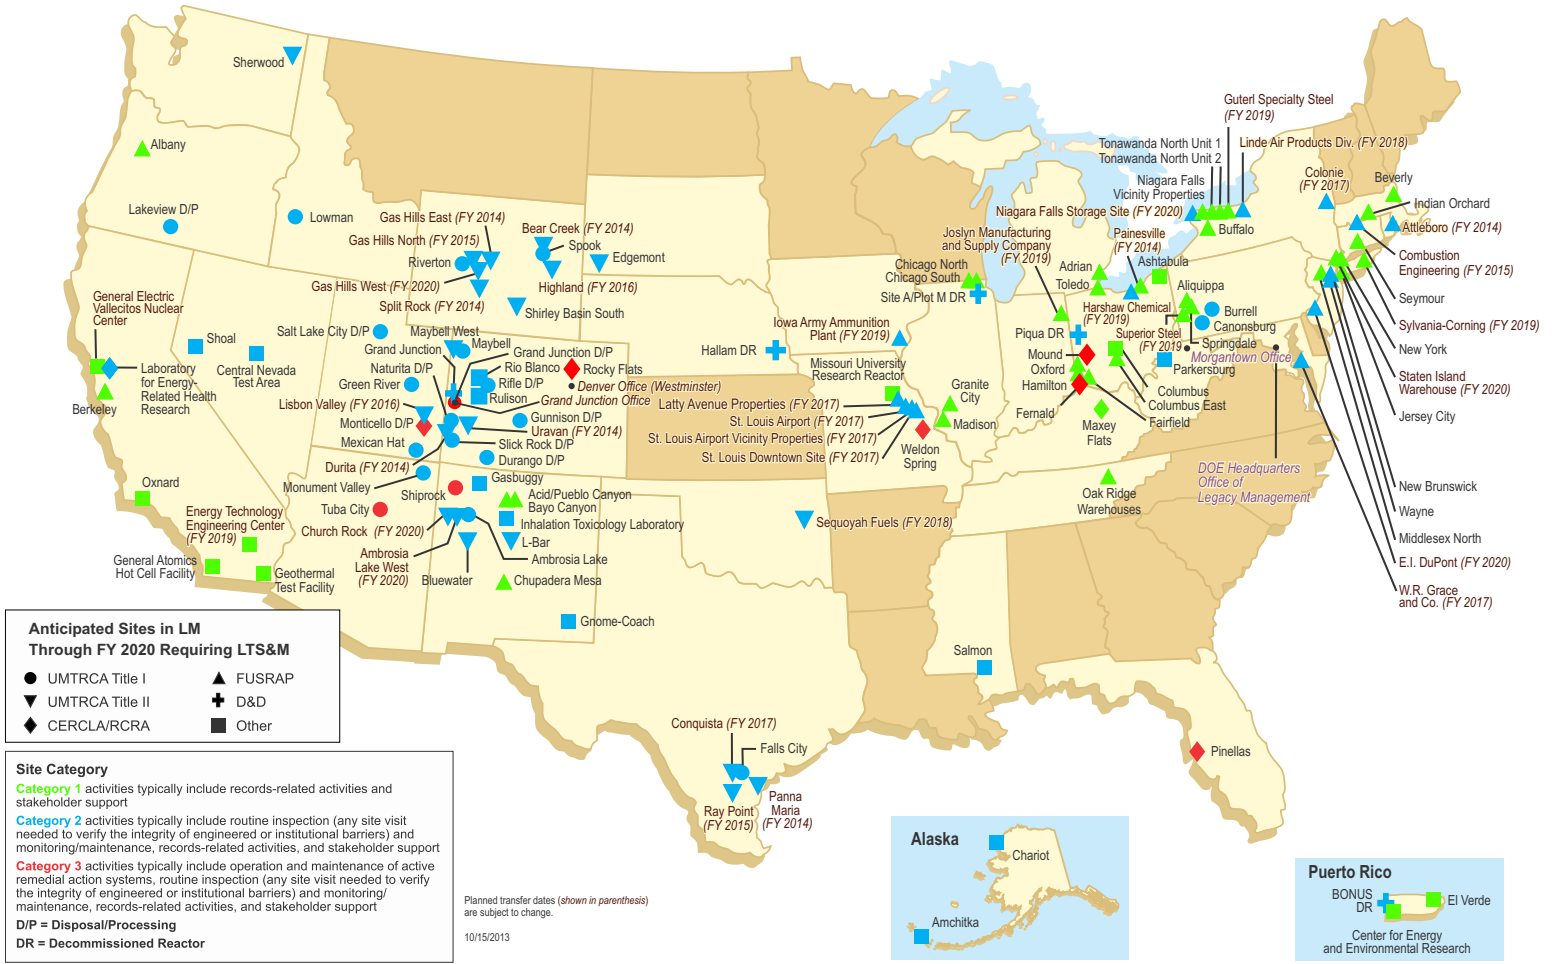 Sherwood
Albany
Lakeview D/P
Lowman
Gas Hills East (FY 2014)
Gas Hills North (FY 2015)
Riverton
Gas Hills West (FY 2020)
Split Rock (FY 2014)
Bear Creek (FY 2014)
Spook
Edgemont
Highland (FY 2016)
Shirley Basin South
General Electric
Vallecitos Nuclear
Center
Shoal
Central Nevada
Test Area
Laboratory
for Energy-
Related Health
Research
Berkeley
Salt Lake City D/P
Maybell West
Maybell
Grand Junction
Grand Junction D/P
Naturita D/P
Rio Blanco
Green River
Rifle D/P
Rulison
Rocky Flats
Denver Office (Westminster)
Grand Junction Office
Lisbon Valley (FY 2016)
Monticello D/P
Gunnison D/P
Uravan (FY 2014)
Mexican Hat
Slick Rock D/P
Durita (FY 2014)
Durango D/P
Monument Valley
Gasbuggy
Shiprock
Tuba City
Acid/Pueblo Canyon
Bayo Canyon
Church Rock (FY 2020)
Inhalation Toxicology Laboratory
L-Bar
Ambrosia
Lake West
(FY 2020)
Ambrosia Lake
Bluewater
Chupadera Mesa
Gnome-Coach
Oxnard
Energy Technology
Engineering Center
(FY 2019)
General Atomics
Hot Cell Facility
Geothermal
Test Facility
Hallam DR
Iowa Army Ammunition
Plant (FY 2019)
Missouri University
Research Reactor
Latty Avenue Properties (FY 2017)
St. Louis Airport (FY 2017)
St. Louis Airport Vicinity Properties (FY 2017)
St. Louis Downtown Site (FY 2017)
Weldon
Spring
Granite
City
Madison
Sequoyah Fuels (FY 2018)
Salmon
Conquista (FY 2017)
Falls City
Ray Point
(FY 2015)
Panna
Maria
(FY 2014)
Chicago North
Chicago South
Site A/Plot M DR
Joslyn Manufacturing
and Supply Company
(FY 2019)
Adrian
Toledo
Piqua DR
Mound
Oxford
Hamilton
Fernald
Maxey
Flats
Fairfield
Columbus East
Columbus
Oak Ridge
Warehouses
Painesville
(FY 2014)
Ashtabula
Harshaw Chemical
(FY 2019)
Superior Steel
(FY 2019
Aliquippa
Burrell
Canonsburg
Springdale
Morgantown Office
Parkersburg
Niagara Falls Storage Site (FY 2020)
Niagara Falls
Vicinity Properties
Tonawanda North Unit 1
Tonawanda North Unit 2
Guterl Specialty Steel
(FY 2019)
Linde Air Products Div. (FY 2018)
Buffalo
Colonie
(FY 2017)
Beverly
Indian Orchard
Attleboro (FY 2014)
Combustion
Engineering (FY 2015)
Seymour
Sylvania-Corning (FY 2019)
New York
Staten Island
Warehouse (FY 2020)
Jersey City
New Brunswick
Wayne
Middlesex North
E.I. DuPont (FY 2020)
W.R. Grace
and Co. (FY 2017)
DOE Headquarters
Office of
Legacy Management
Pinellas
Anticipated Sites in LM
Through FY 2020 Requiring LTS&M
UMTRCA Title I
FUSRAP
UMTRCA Title II
D&D
CERCLA/RCRA
Other
Site Category
Category 1 activities typically include records-related activities and
stakeholder support
Category 2 activities typically include routine inspection (any site visit
needed to verify the integrity of engineered or institutional barriers) and
monitoring/maintenance, records-related activities, and stakeholder support
Category 3 activities typically include operation and maintenance of active
remedial action systems, routine inspection (any site visit needed to verify
the integrity of engineered or institutional barriers) and monitoring/
maintenance, records-related activities, and stakeholder support
D/P = Disposal/Processing
DR = Decommissioned Reactor
Planned transfer dates (shown in parenthesis)
are subject to change.
10/15/2013
Alaska
Chariot
Amchitka
Puerto Rico
BONUS
DR
El Verde
Center for Energy
and Environmental Research